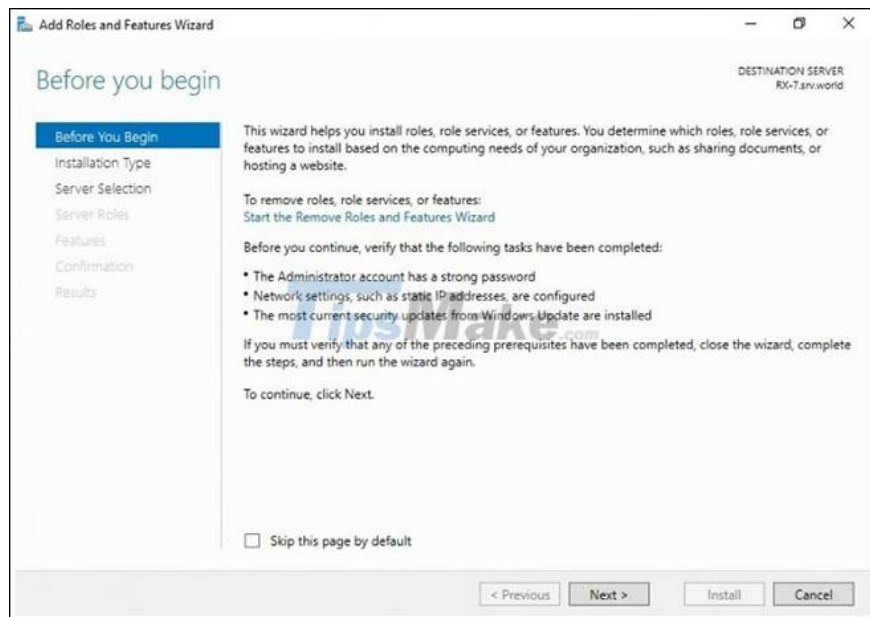 Add Roles and Features Wizard
Before you begin
DESTINATION SERVER
RX-7.srv.world
Before You Begin
Installation Type
Server Selection
Server Roles
Features
Confirmation
Results
This wizard helps you install roles, role services, or features. You determine which roles, role services, or
features to install based on the computing needs of your organization, such as sharing documents, or
hosting a website.
To remove roles, role services, or features:
Start the Remove Roles and Features Wizard
Before you continue, verify that the following tasks have been completed:
• The Administrator account has a strong password
• Network settings, such as static IP addresses, are configured
• The most current security updates from Windows Update are installed
TipsMake.com
If you must verify that any of the preceding prerequisites have been completed, close the wizard, complete
the steps, and then run the wizard again.
To continue, click Next.
Skip this page by default
< Previous
Next >
Install
Cancel